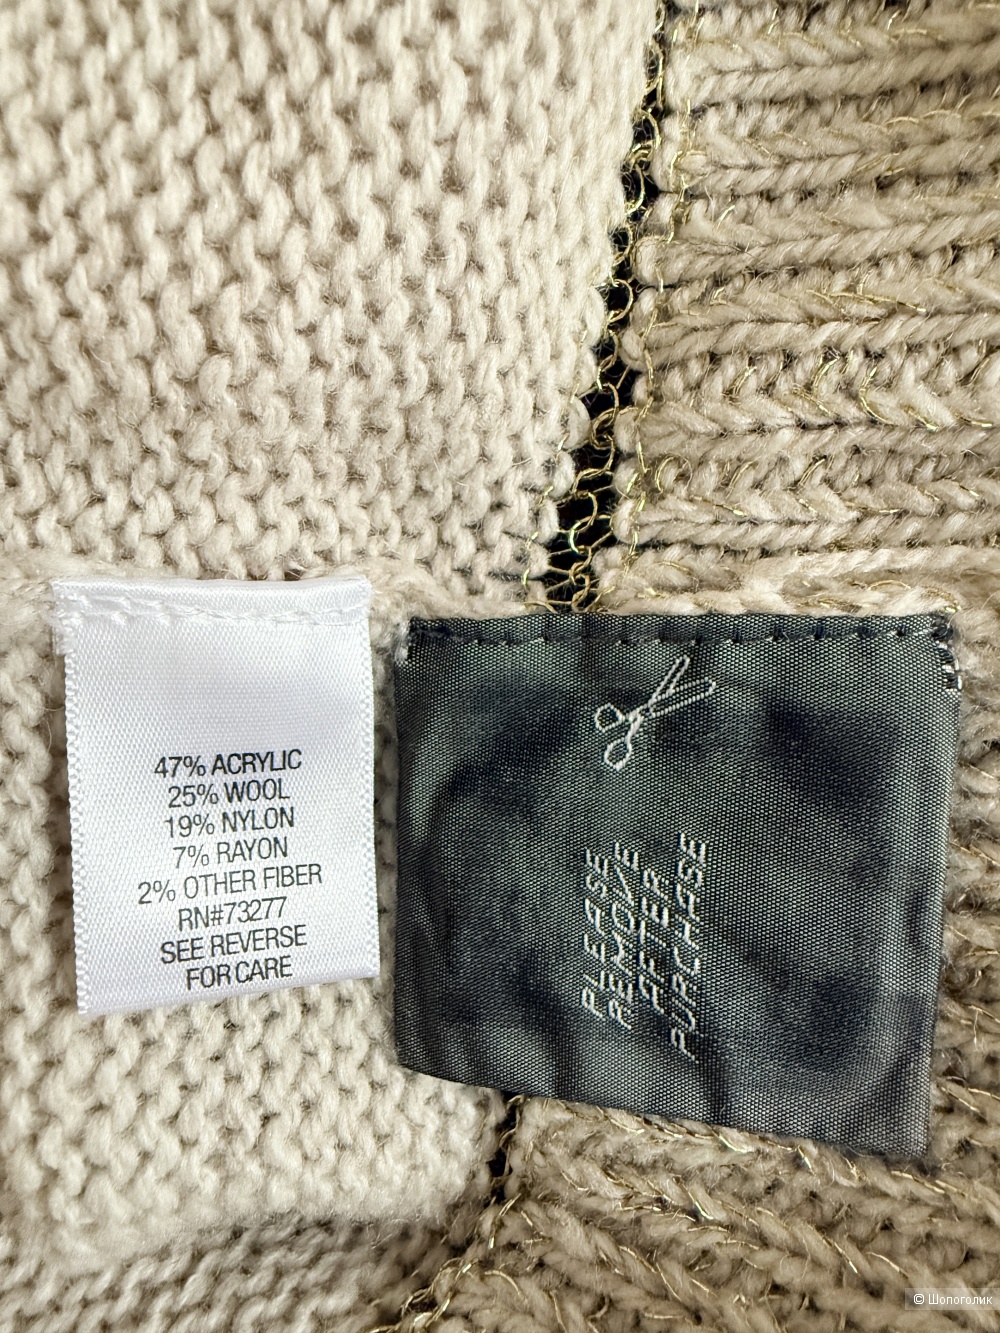 47% ACRYLIC
25% WOOL
19% NYLON
7% RAYON
2% OTHER FIBER
RN#73277
SEE REVERSE
FOR CARE
PLEASE
REMOVE
AFTER
PURCHASE
© Шопоголик